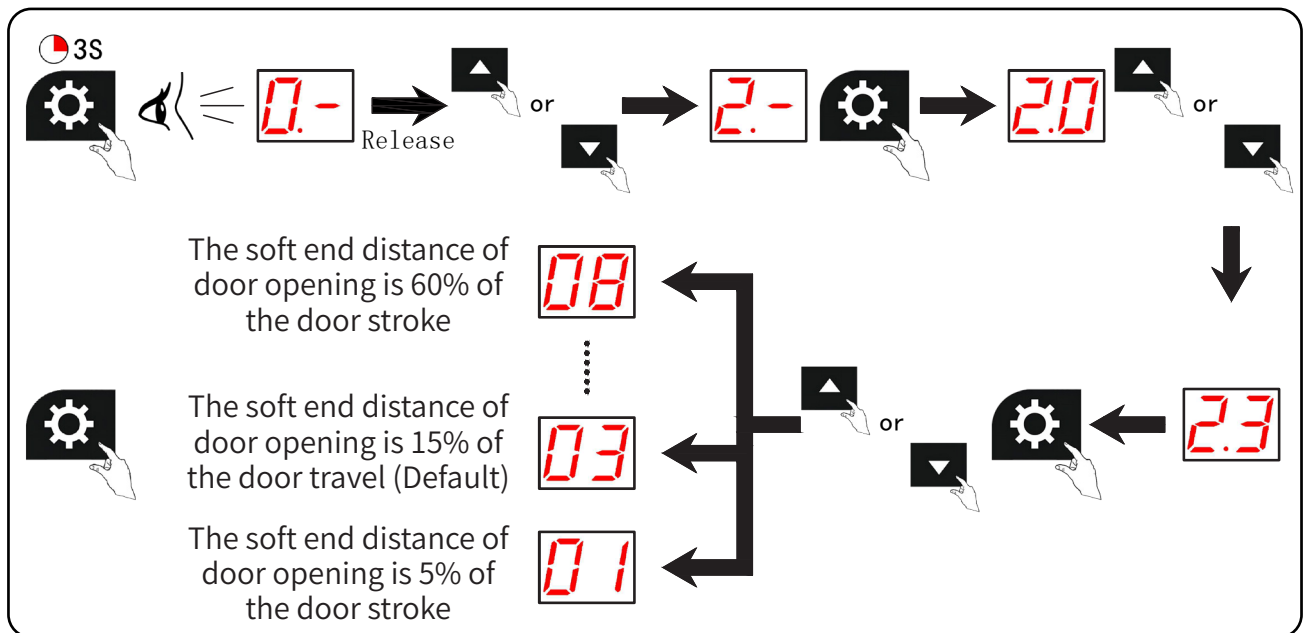 3S
0.-
Release
or
2.-
2.0
or
The soft end distance of
door opening is 60% of
the door stroke
08
The soft end distance of
door opening is 15% of
the door travel (Default)
03
or
2.3
The soft end distance of
door opening is 5% of
the door stroke
01